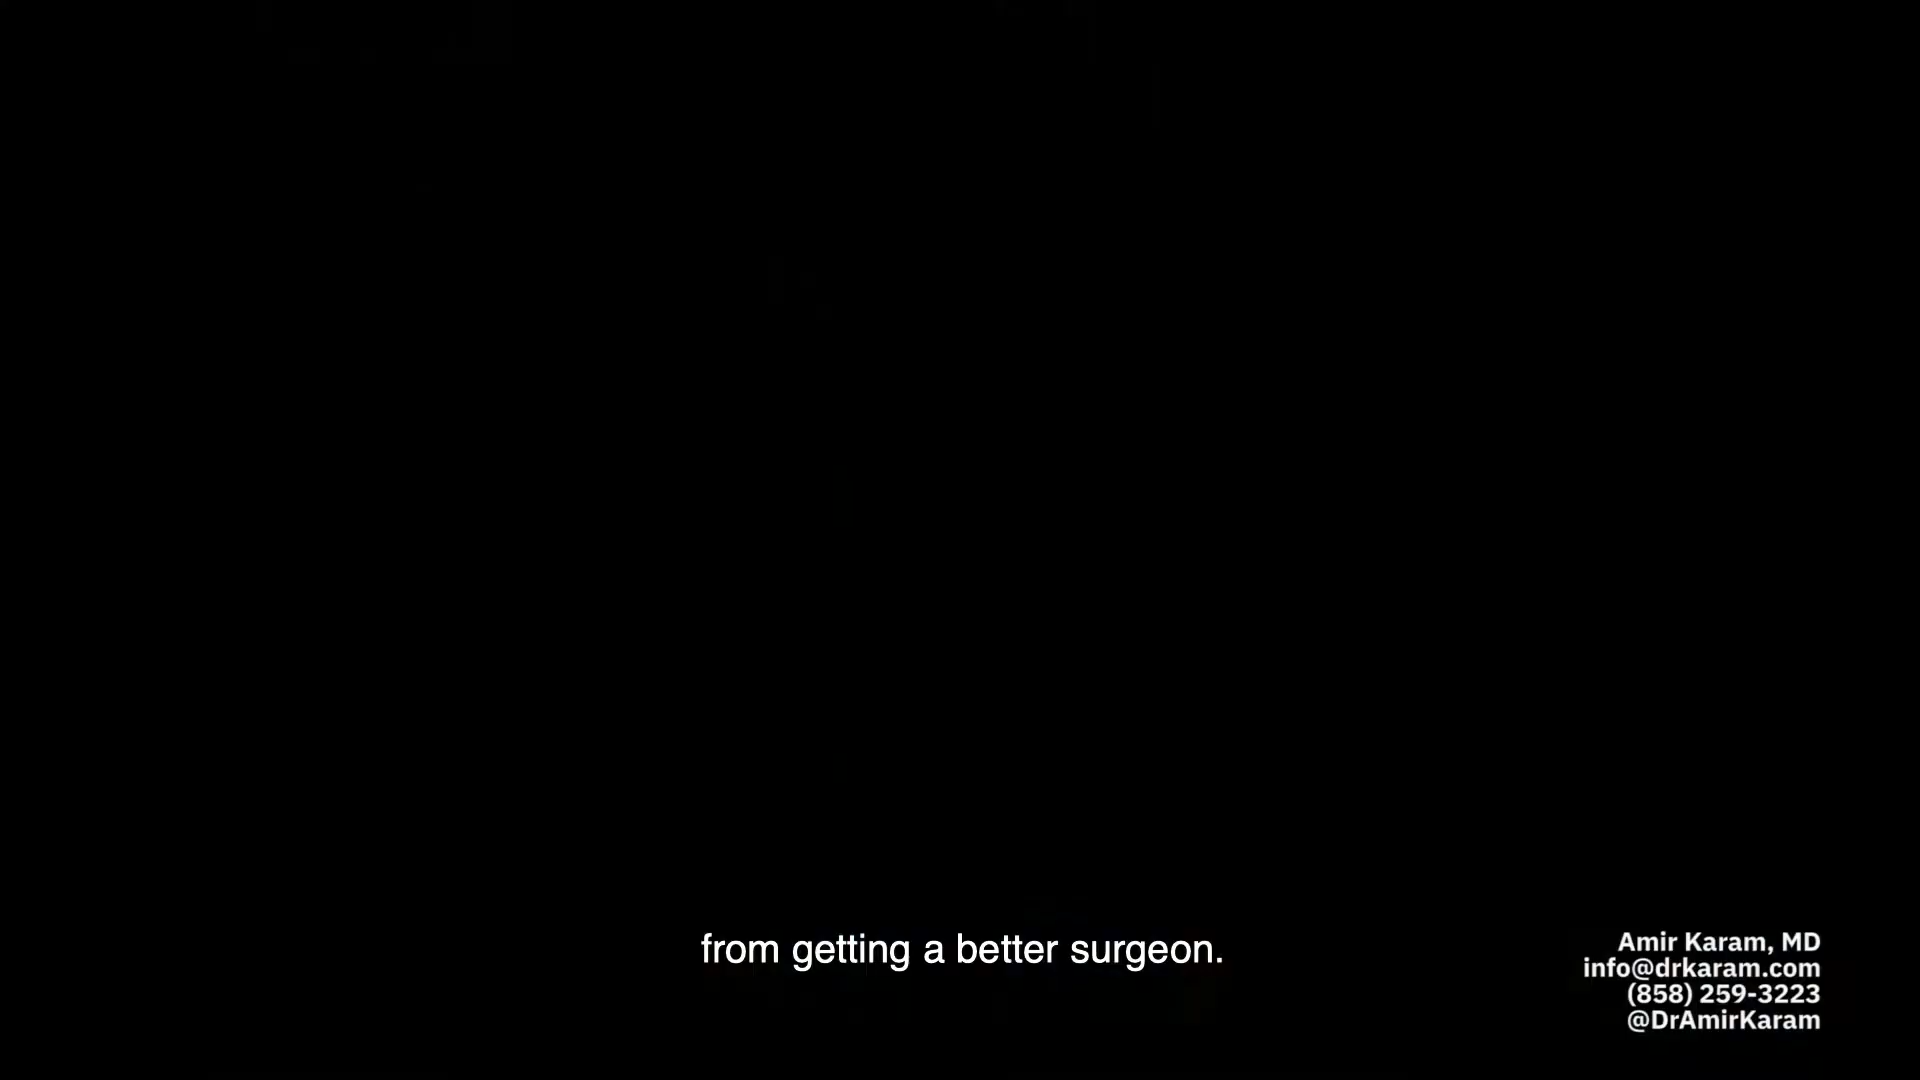 from getting a better surgeon.
Amir Karam, MD
info@drkaram.com
(858) 259-3223
@DrAmirKaram